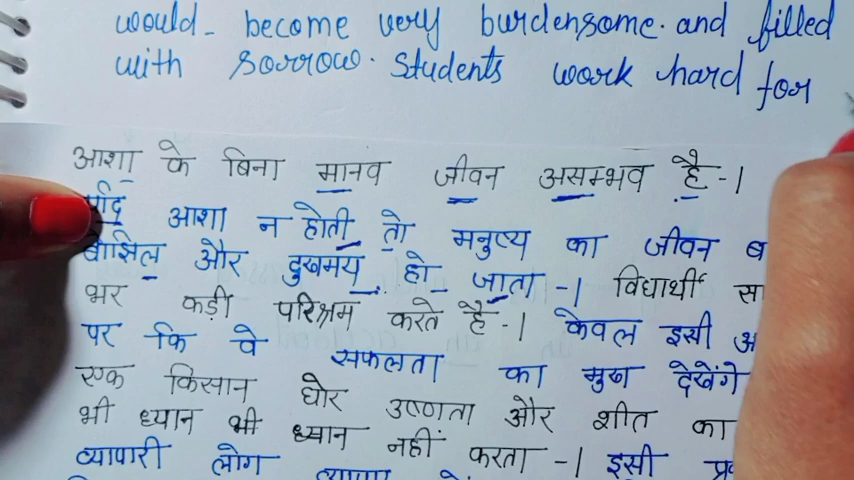 would become very burdensome. and filled
with sorrow. Students work hard for
आशा के बिना मानव जीवन असम्भव है -।
यदि आशा न होती तो मनुष्य का जीवन
बोझिल और दुखमय हो जाता -। विद्यार्थी
भर कड़ी परिश्रम करते है -। केवल इसी
पर कि वे सफलता का मुख देखेंगे
एक किसान घोर उष्णता और शीत का
भी ध्यान भी ध्यान नहीं करता -। इसी
व्यापारी लोग